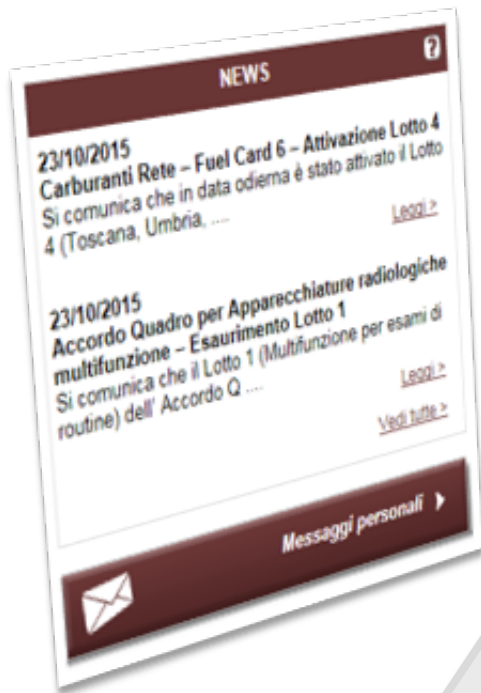 NEWS
?
23/10/2015
Carburanti Rete – Fuel Card 6 – Attivazione Lotto 4
Si comunica che in data odierna è stato attivato il Lotto
4 (Toscana, Umbria, ....
Leggi >
23/10/2015
Accordo Quadro per Apparecchiature radiologiche
multifunzione – Esaurimento Lotto 1
Si comunica che il Lotto 1 (Multifunzione per esami di
routine) dell' Accordo Q ....
Leggi >
Vedi tutte >
Messaggi personali